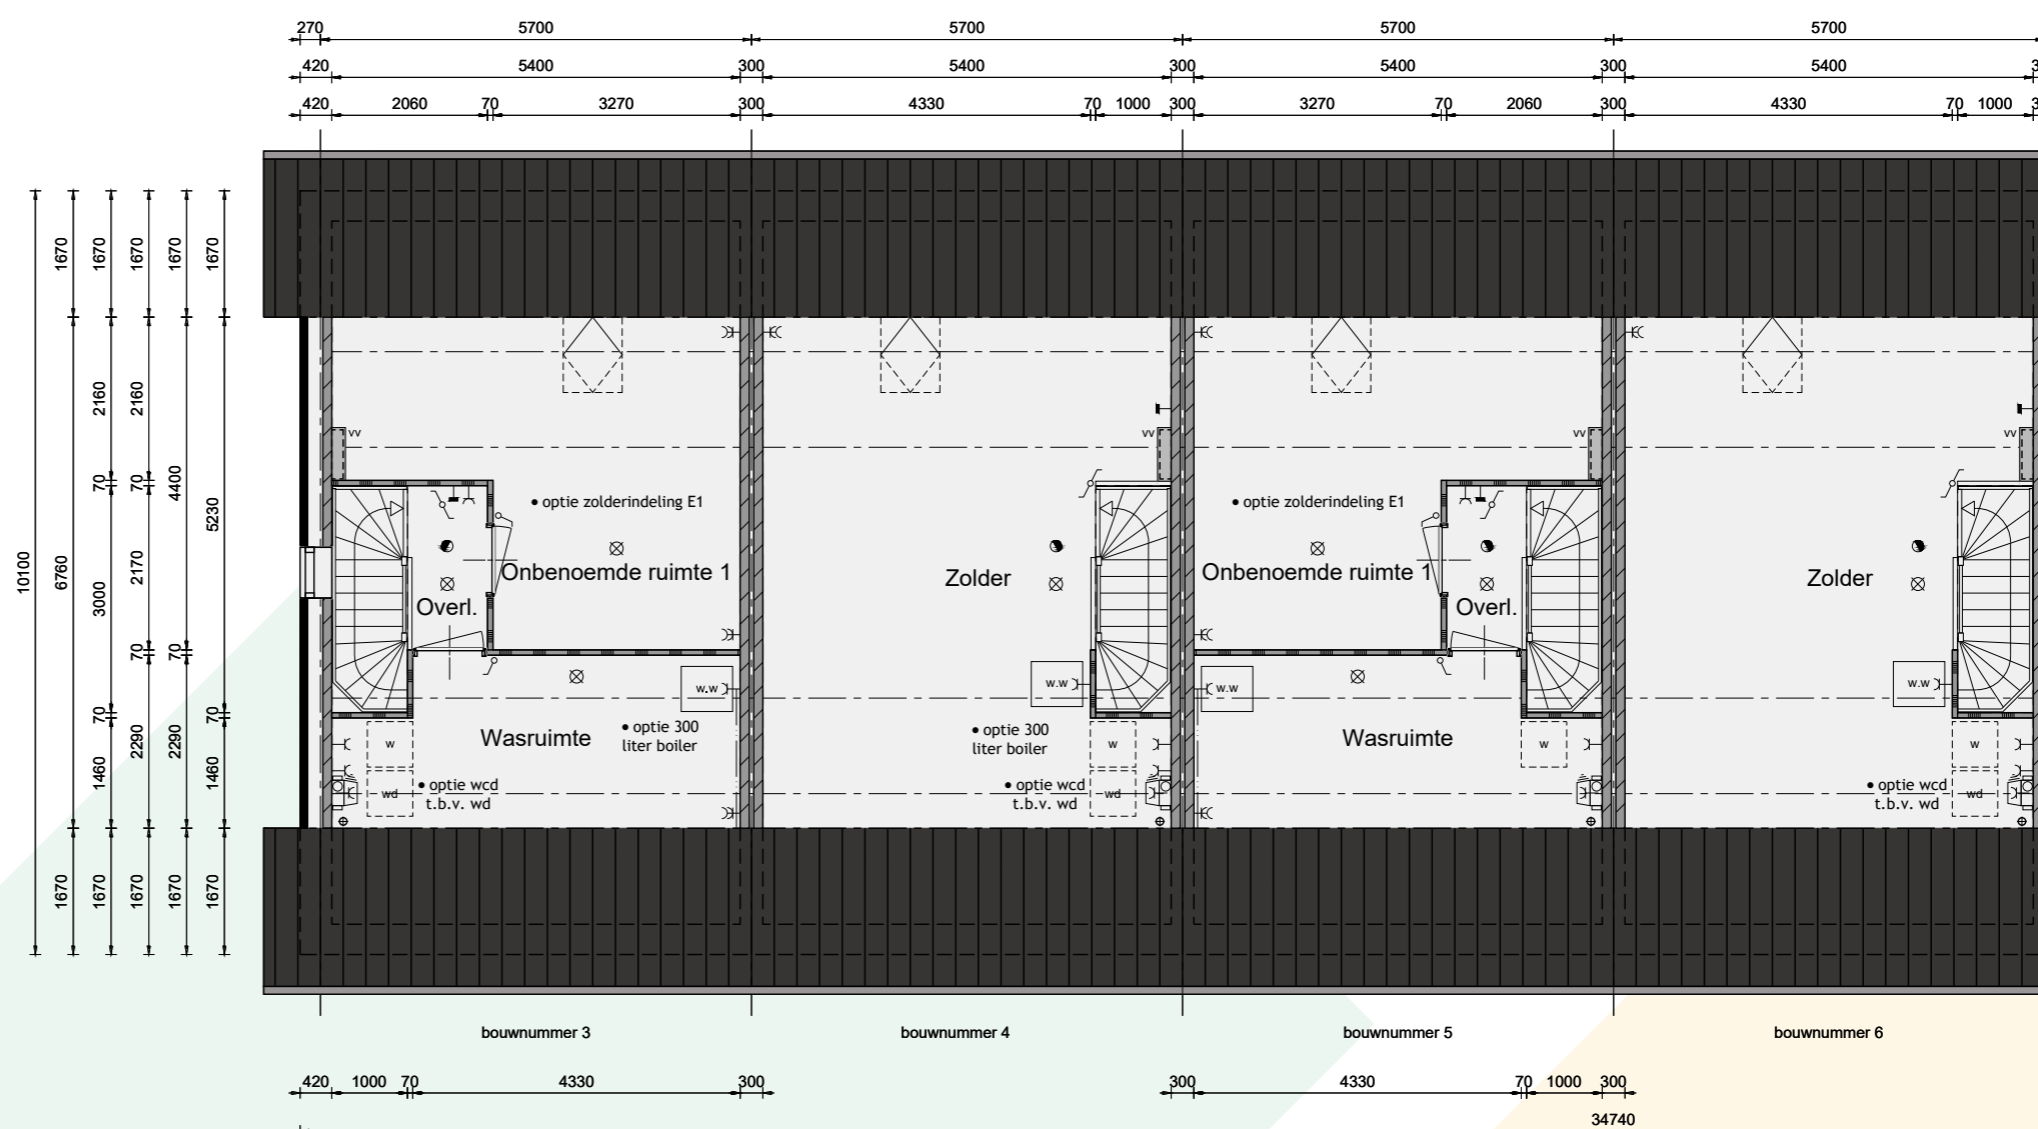 270 5700 5700 5700 5700
420 5400 300 5400 300 5400 300 5400
420 2060 70 3270 300 4330 70 1000 300 3270 70 2060 300 4330 70 1000
10100
1670 6760 1670
1670 2160 70 3000 70 1460 1670
1670 2160 70 2170 70 2290 1670
1670 4400 70 2290 1670
1670 5230 70 1460 1670
vv vv vv vv
• optie zolderindeling E1
Onbenoemde ruimte 1
Overl.
w.w
Wasruimte
• optie 300
liter boiler
w
wd
• optie wcd
t.b.v. wd
Zolder
w.w
• optie 300
liter boiler
w
wd
• optie wcd
t.b.v. wd
• optie zolderindeling E1
Onbenoemde ruimte 1
Overl.
w.w
Wasruimte
w
Zolder
w.w
w
wd
• optie wcd
t.b.v. wd
bouwnummer 3 bouwnummer 4 bouwnummer 5 bouwnummer 6
420 1000 70 4330 300 300 4330 70 1000 300
34740